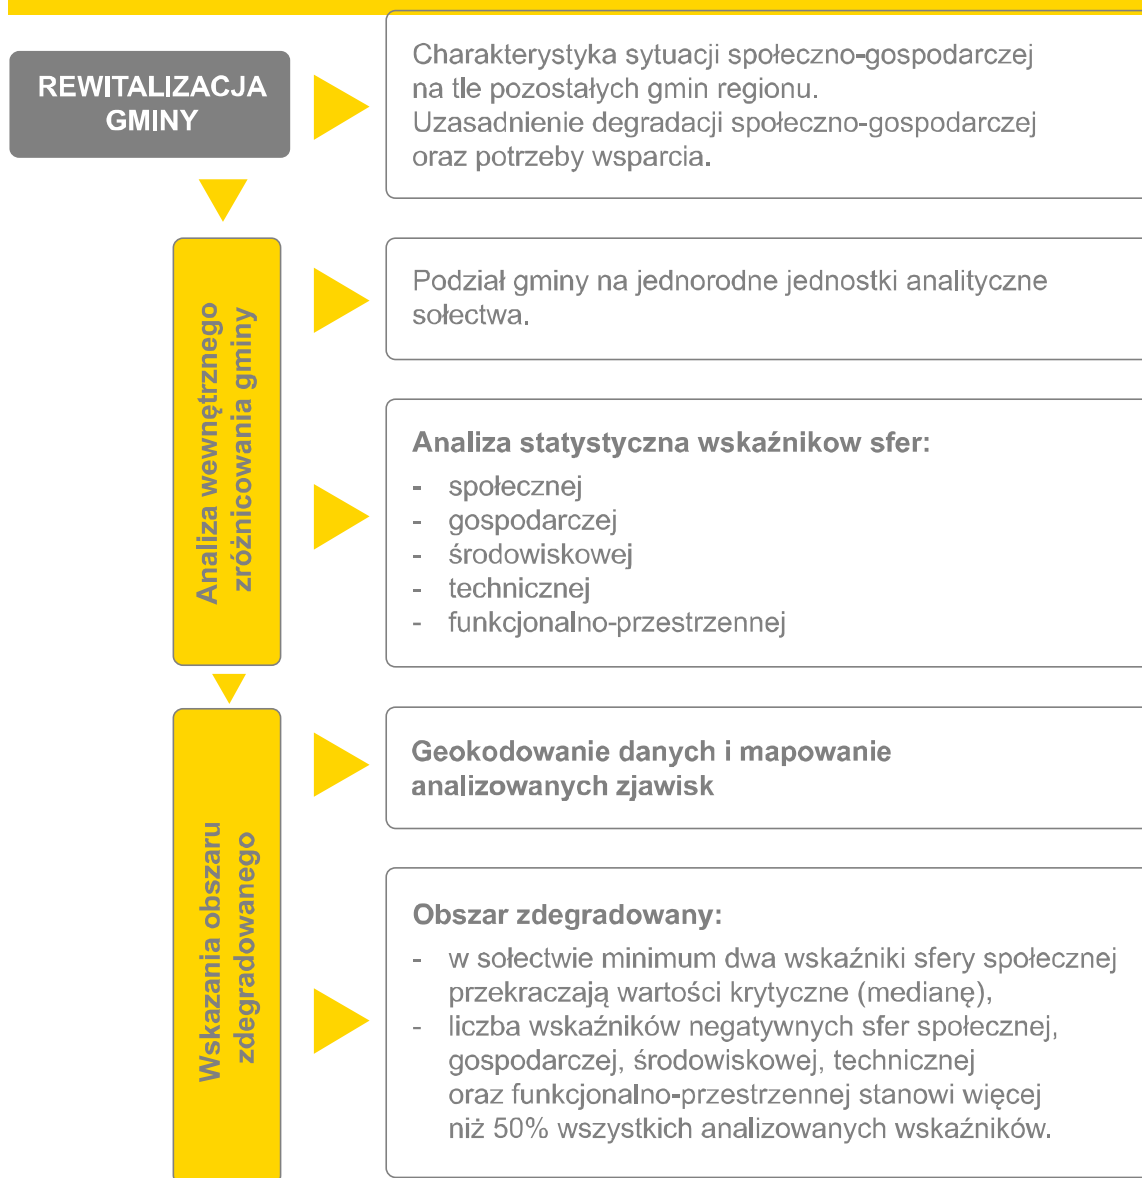 REWITALIZACJA
GMINY
Charakterystyka sytuacji społeczno-gospodarczej
na tle pozostałych gmin regionu.
Uzasadnienie degradacji społeczno-gospodarczej
oraz potrzeby wsparcia.
Analiza wewnętrznego
zróżnicowania gminy
Podział gminy na jednorodne jednostki analityczne
sołectwa.
Analiza statystyczna wskaźnikow sfer:
- społecznej
- gospodarczej
- środowiskowej
- technicznej
- funkcjonalno-przestrzennej
Wskazania obszaru
zdegradowanego
Geokodowanie danych i mapowanie
analizowanych zjawisk
Obszar zdegradowany:
- w sołectwie minimum dwa wskaźniki sfery społecznej
przekraczają wartości krytyczne (medianę),
- liczba wskaźników negatywnych sfer społecznej,
gospodarczej, środowiskowej, technicznej
oraz funkcjonalno-przestrzennej stanowi więcej
niż 50% wszystkich analizowanych wskaźników.